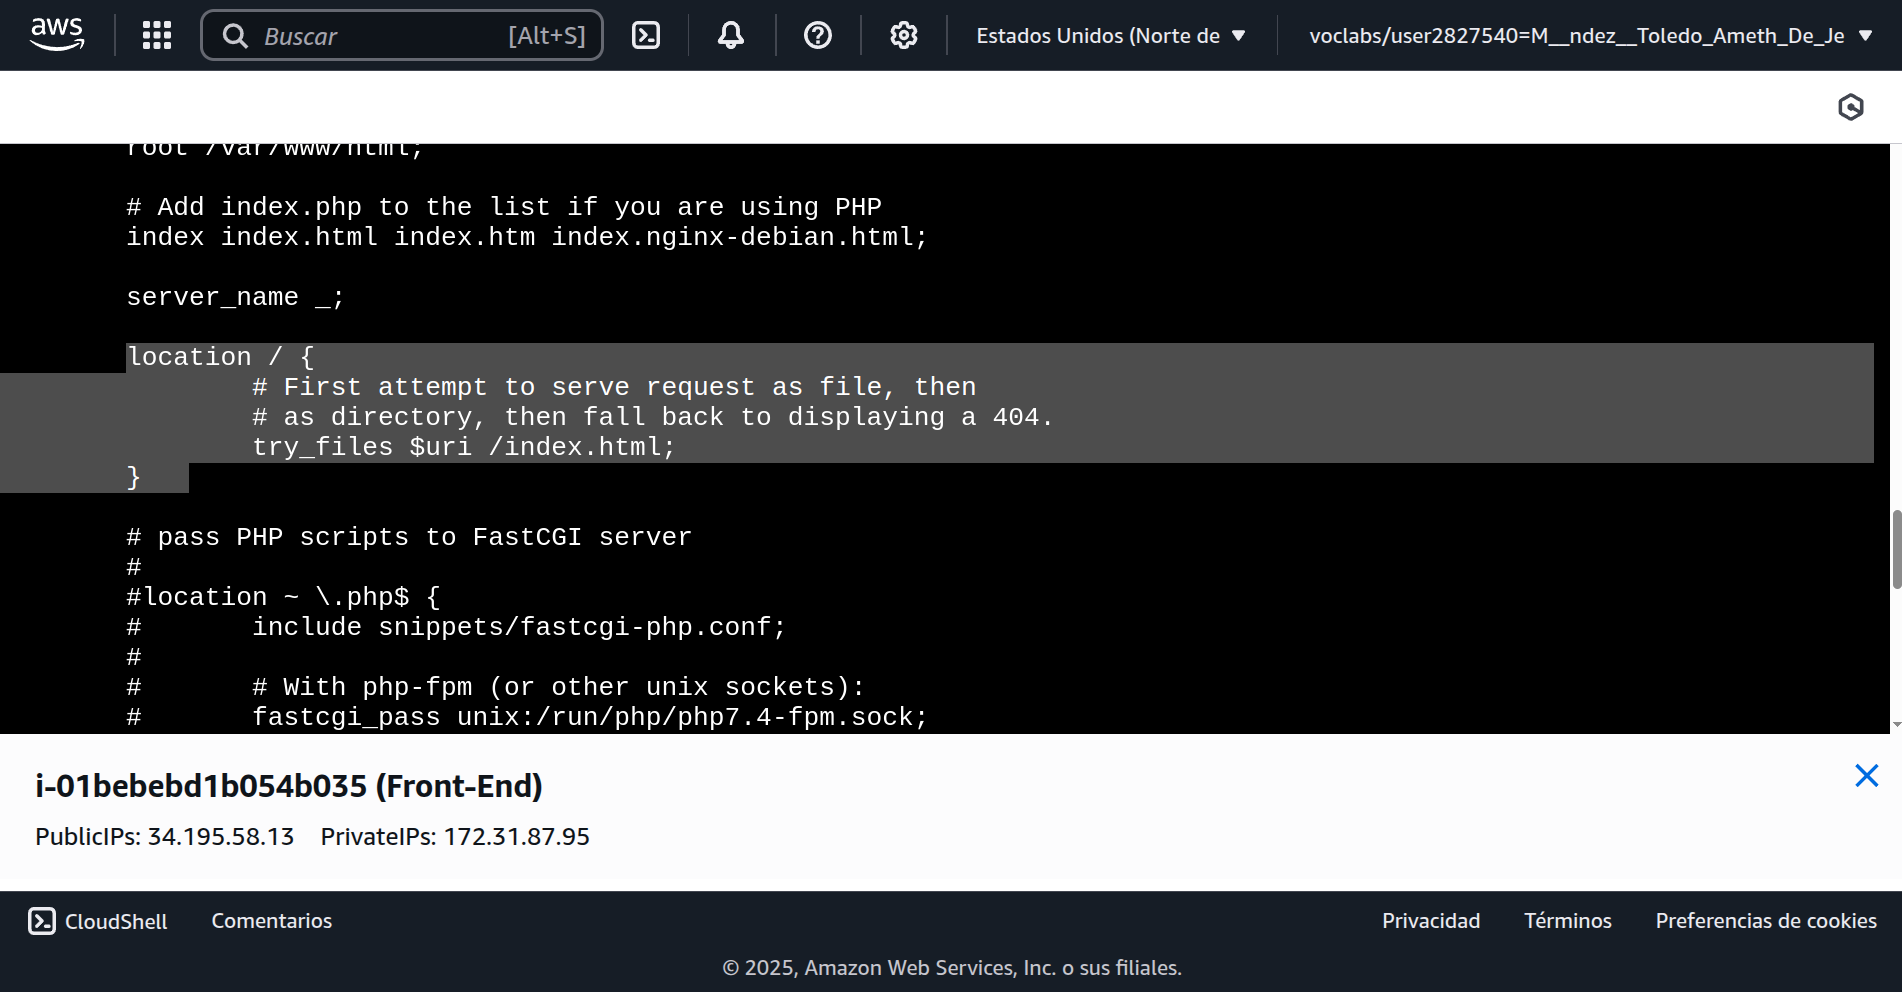 aws Buscar [Alt+S] Estados Unidos (Norte de voclabs/user2827540=M__ndez__Toledo_Ameth_De_Je
root /var/www/html;
# Add index.php to the list if you are using PHP
index index.html index.htm index.nginx-debian.html;
server_name _;
location / {
# First attempt to serve request as file, then
# as directory, then fall back to displaying a 404.
try_files $uri /index.html;
}
# pass PHP scripts to FastCGI server
#
#location ~ \.php$ {
# include snippets/fastcgi-php.conf;
#
# # With php-fpm (or other unix sockets):
# fastcgi_pass unix:/run/php/php7.4-fpm.sock;
i-01bebebd1b054b035 (Front-End)
PublicIPs: 34.195.58.13 PrivateIPs: 172.31.87.95
CloudShell Comentarios Privacidad Términos Preferencias de cookies
© 2025, Amazon Web Services, Inc. o sus filiales.